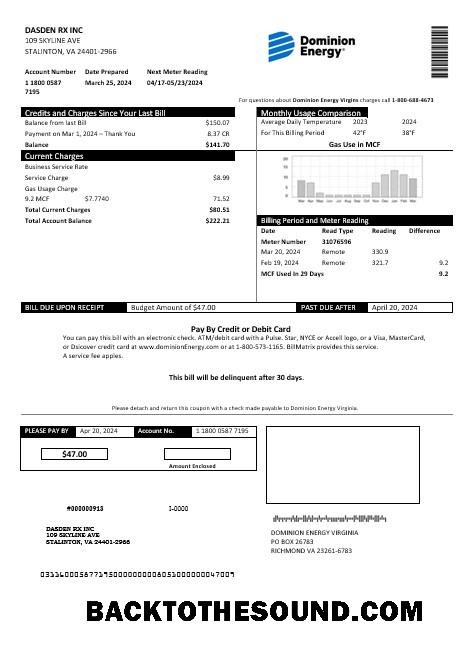 DASDEN RX INC
109 SKYLINE AVE
STALINTON, VA 24401-2966
Dominion
Energy®
Account Number Date Prepared Next Meter Reading
1 1800 0587 March 25, 2024 04/17-05/23/2024
7195
For questions about Dominion Energy Virginia charges call 1-800-688-4673
Credits and Charges Since Your Last Bill
Balance from last Bill $150.07
Payment on Mar 1, 2024 – Thank You 8.37 CR
Balance $141.70
Current Charges
Business Service Rate
Service Charge $8.99
Gas Usage Charge
9.2 MCF $7.7740 71.52
Total Current Charges $80.51
Total Account Balance $222.21
Monthly Usage Comparison
Average Daily Temperature 2023 2024
For This Billing Period 42°F 38°F
Gas Use in MCF
Billing Period and Meter Reading
Date Read Type Reading Difference
Meter Number 31076596
Mar 20, 2024 Remote 330.9
Feb 19, 2024 Remote 321.7 9.2
MCF Used In 29 Days 9.2
BILL DUE UPON RECEIPT Budget Amount of $47.00 PAST DUE AFTER April 20, 2024
Pay By Credit or Debit Card
You can pay this bill with an electronic check. ATM/debit card with a Pulse. Star, NYCE or Accell logo, or a Visa, MasterCard,
or Dsicover credit card at www.dominionEnergy.com or at 1-800-573-1165. BillMatrix provides this service.
A service fee applies.
This bill will be delinquent after 30 days.
Please detach and return this coupon with a check made payable to Dominion Energy Virginia.
PLEASE PAY BY Apr 20, 2024 Account No. 1 1800 0587 7195
$47.00
Amount Enclosed
#000000913 I-0000
DASDEN RX INC
109 SKYLINE AVE
STALINTON, VA 24401-2966
DOMINION ENERGY VIRGINIA
PO BOX 26783
RICHMOND VA 23261-6783
BACKTOTHESOUND.COM